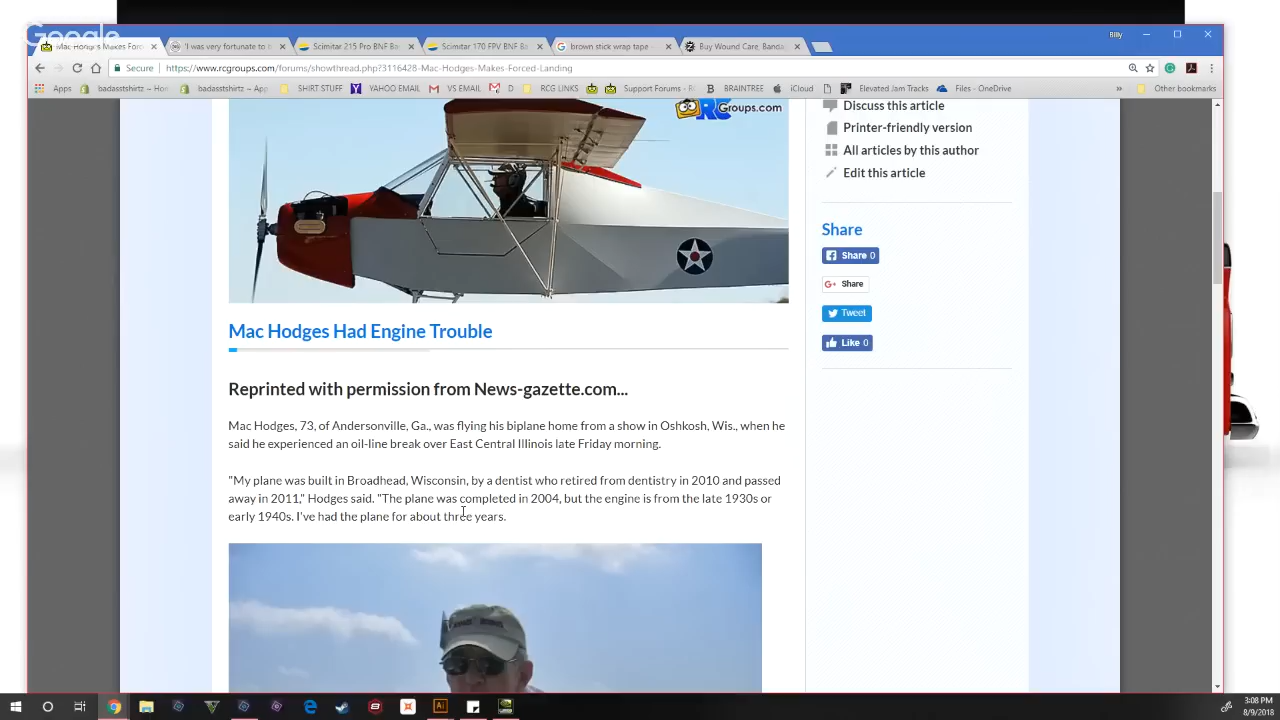 Google
Billy
Mac Hodges Makes Forc
'I was very fortunate to b
Scimitar 215 Pro BNF Ba
Scimitar 170 FPV BNF Ba
brown stick wrap tape -
Buy Wound Care, Banda
Secure https://www.rcgroups.com/forums/showthread.php?3116428-Mac-Hodges-Makes-Forced-Landing
Apps badasstshirtz — Hom badasstshirtz — Ho SHIRT STUFF YAHOO EMAIL VS EMAIL D RCG LINKS Support Forums - R BRAINTREE iCloud Elevated Jam Tracks Files - OneDrive » Other bookmarks
RCGroups.com
Discuss this article
Printer-friendly version
All articles by this author
Edit this article
Share
Share 0
Share
Tweet
Like 0
Mac Hodges Had Engine Trouble
Reprinted with permission from News-gazette.com...
Mac Hodges, 73, of Andersonville, Ga., was flying his biplane home from a show in Oshkosh, Wis., when he
said he experienced an oil-line break over East Central Illinois late Friday morning.
"My plane was built in Broadhead, Wisconsin, by a dentist who retired from dentistry in 2010 and passed
away in 2011," Hodges said. "The plane was completed in 2004, but the engine is from the late 1930s or
early 1940s. I've had the plane for about three years.
3:08 PM
8/9/2018